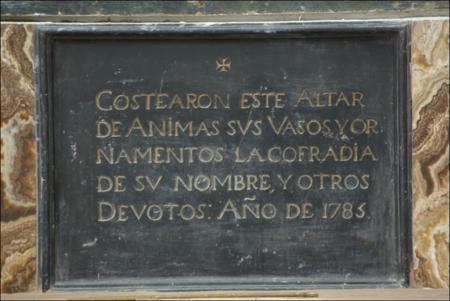 COSTEARON ESTE ALTAR
DE ANIMAS SVS VASOS, Y OR
NAMENTOS LA COFRADIA
DE SV NOMBRE, Y OTROS
DEVOTOS: AÑO DE 1785.